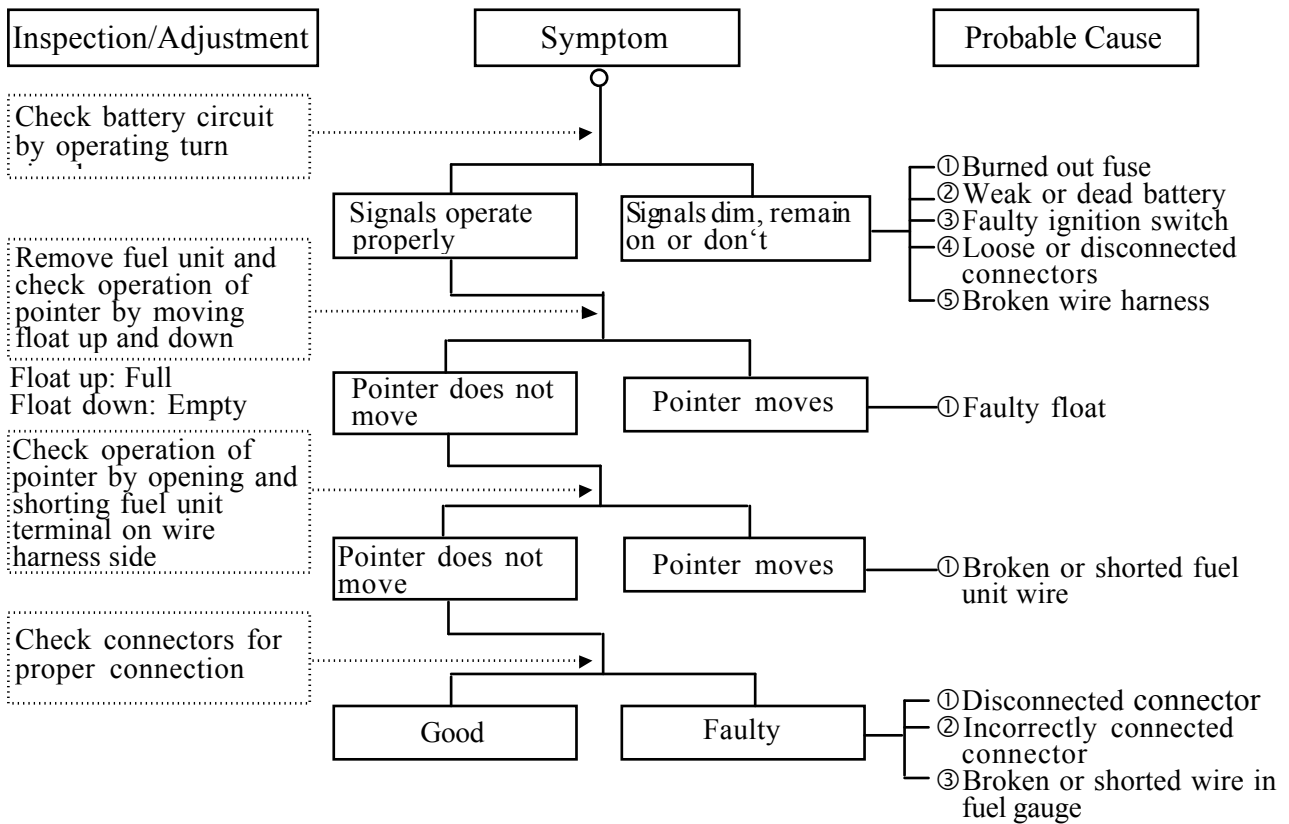 Inspection/Adjustment
Symptom
Probable Cause
Check battery circuit
by operating turn
①Burned out fuse
②Weak or dead battery
③Faulty ignition switch
④Loose or disconnected
connectors
⑤Broken wire harness
Signals operate
properly
Signals dim, remain
on or don‘t
Remove fuel unit and
check operation of
pointer by moving
float up and down
Float up: Full
Float down: Empty
Pointer does not
move
Pointer moves
①Faulty float
Check operation of
pointer by opening and
shorting fuel unit
terminal on wire
harness side
Pointer does not
move
Pointer moves
①Broken or shorted fuel
unit wire
Check connectors for
proper connection
Good
Faulty
①Disconnected connector
②Incorrectly connected
connector
③Broken or shorted wire in
fuel gauge